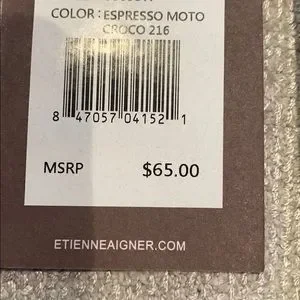 COLOR: ESPRESSO MOTO
CROCO 216
8 47057 04152 1
MSRP $65.00
ETIENNEAIGNER.COM